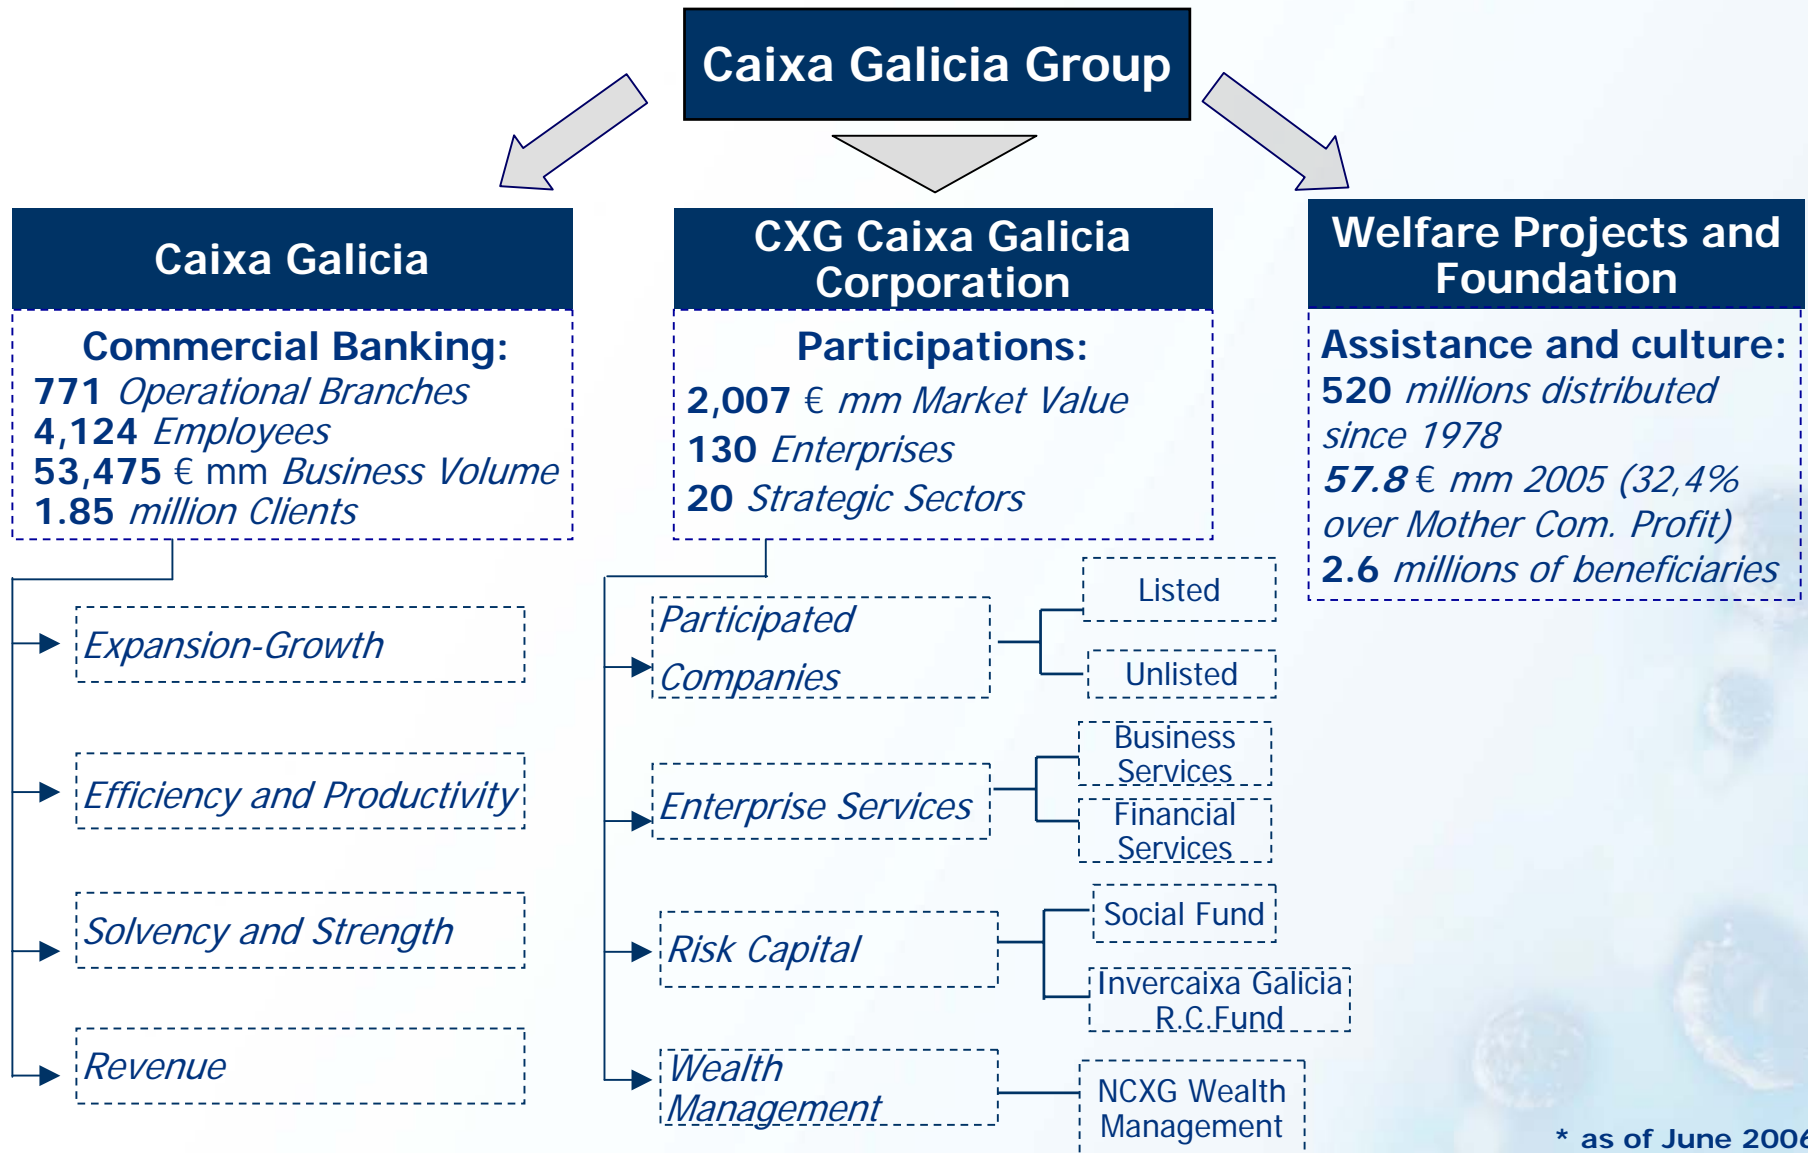 Caixa Galicia Group
Caixa Galicia
Commercial Banking:
771 Operational Branches
4,124 Employees
53,475 € mm Business Volume
1.85 million Clients
Expansion-Growth
Efficiency and Productivity
Solvency and Strength
Revenue
CXG Caixa Galicia
Corporation
Participations:
2,007 € mm Market Value
130 Enterprises
20 Strategic Sectors
Participated
Companies
Listed
Unlisted
Enterprise Services
Business
Services
Financial
Services
Risk Capital
Social Fund
Invercaixa Galicia
R.C.Fund
Wealth
Management
NCXG Wealth
Management
Welfare Projects and
Foundation
Assistance and culture:
520 millions distributed
since 1978
57.8 € mm 2005 (32,4%
over Mother Com. Profit)
2.6 millions of beneficiaries
* as of June 2006